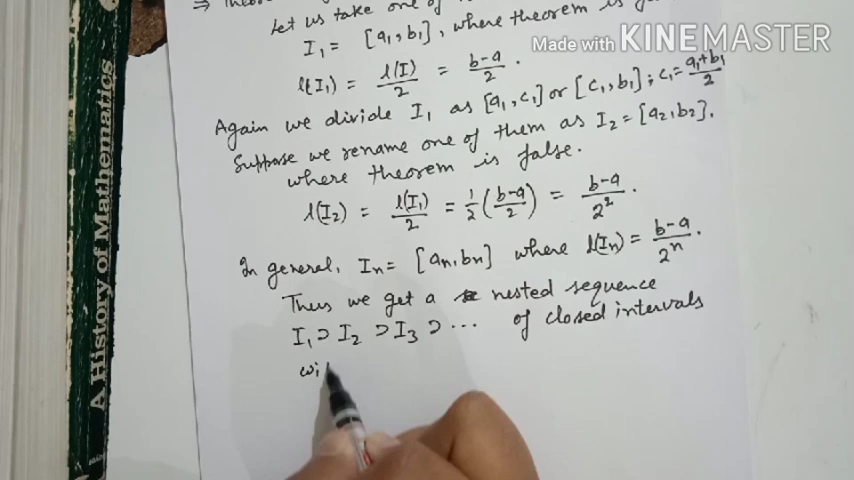 ⇒ Theo
Let us take one of
I₁ = [a₁, b₁], where theorem is
l(I₁) = l(I)/2 = b-a/2 .
Again we divide I₁ as [a₁, c₁] or [c₁, b₁]; c₁ = a₁+b₁/2
Suppose we rename one of them as I₂ = [a₂, b₂],
where theorem is false.
l(I₂) = l(I₁)/2 = 1/2 (b-a/2) = b-a/2² .
In general, Iₙ = [aₙ, bₙ] where l(Iₙ) = b-a/2ⁿ .
Thus we get a nested sequence
I₁ ⊃ I₂ ⊃ I₃ ⊃ ... of closed intervals
wi
Made with KINEMASTER
A History of Mathematics